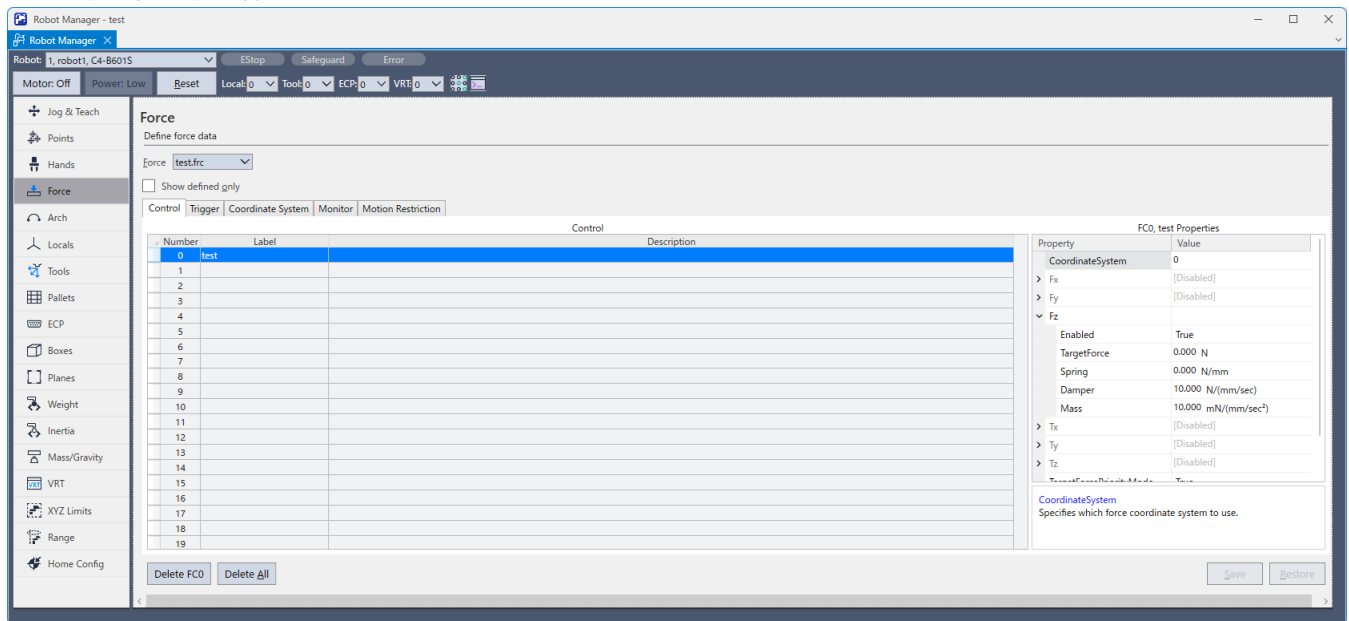 Robot Manager - test
Robot Manager
Robot: 1, robot1, C4-B601S EStop Safeguard Error
Motor: Off Power: Low Reset Local: 0 Tool: 0 ECP: 0 VRT: 0
Jog & Teach
Points
Hands
Force
Arch
Locals
Tools
Pallets
ECP
Boxes
Planes
Weight
Inertia
Mass/Gravity
VRT
XYZ Limits
Range
Home Config
Force
Define force data
Force test.frc
Show defined only
Control Trigger Coordinate System Monitor Motion Restriction
Control
Number Label Description
0 test
1
2
3
4
5
6
7
8
9
10
11
12
13
14
15
16
17
18
19
FC0, test Properties
Property Value
CoordinateSystem 0
Fx [Disabled]
Fy [Disabled]
Fz
Enabled True
TargetForce 0.000 N
Spring 0.000 N/mm
Damper 10.000 N/(mm/sec)
Mass 10.000 mN/(mm/sec²)
Tx [Disabled]
Ty [Disabled]
Tz [Disabled]
TargetForcePriorityMode True
CoordinateSystem
Specifies which force coordinate system to use.
Delete FC0 Delete All Save Restore